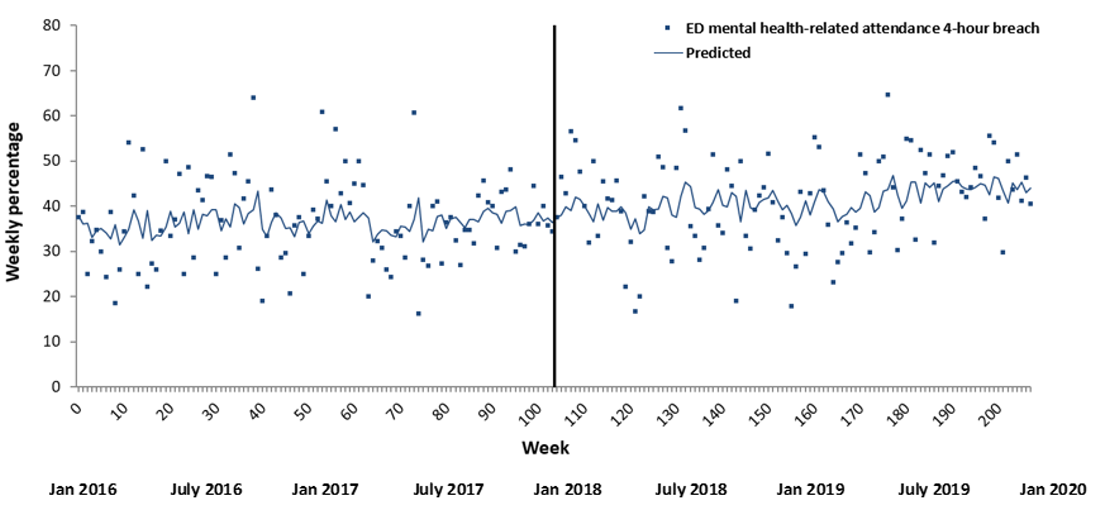 80
70
60
50
40
30
20
10
0
Weekly percentage
ED mental health-related attendance 4-hour breach
Predicted
0 10 20 30 40 50 60 70 80 90 100 110 120 130 140 150 160 170 180 190 200
Week
Jan 2016 July 2016 Jan 2017 July 2017 Jan 2018 July 2018 Jan 2019 July 2019 Jan 2020